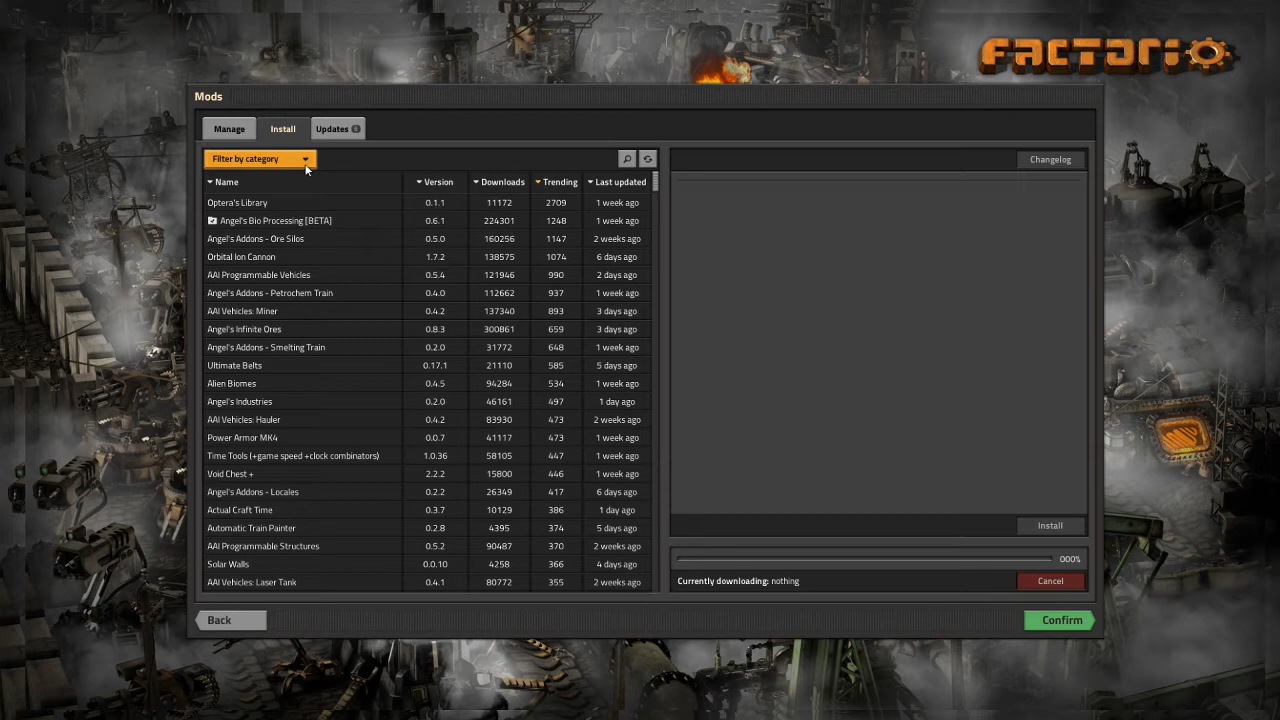 FACTORIO
Mods
Manage Install Updates 0
Filter by category
Changelog
Name Version Downloads Trending Last updated
Optera's Library 0.1.1 11172 2709 1 week ago
Angel's Bio Processing [BETA] 0.6.1 224301 1248 1 week ago
Angel's Addons - Ore Silos 0.5.0 160256 1147 2 weeks ago
Orbital Ion Cannon 1.7.2 138575 1074 6 days ago
AAI Programmable Vehicles 0.5.4 121946 990 2 days ago
Angel's Addons - Petrochem Train 0.4.0 112662 937 1 week ago
AAI Vehicles: Miner 0.4.2 137340 893 3 days ago
Angel's Infinite Ores 0.8.3 300861 659 3 days ago
Angel's Addons - Smelting Train 0.2.0 31772 648 1 week ago
Ultimate Belts 0.17.1 21110 585 5 days ago
Alien Biomes 0.4.5 94284 534 1 week ago
Angel's Industries 0.2.0 46161 497 1 day ago
AAI Vehicles: Hauler 0.4.2 83930 473 2 weeks ago
Power Armor MK4 0.0.7 41117 473 1 week ago
Time Tools (+game speed +clock combinators) 1.0.36 58105 447 1 week ago
Void Chest + 2.2.2 15800 446 1 week ago
Angel's Addons - Locales 0.2.2 26349 417 6 days ago
Actual Craft Time 0.3.7 10129 386 1 day ago
Automatic Train Painter 0.2.8 4395 374 5 days ago
AAI Programmable Structures 0.5.2 90487 370 2 weeks ago
Solar Walls 0.0.10 4258 366 4 days ago
AAI Vehicles: Laser Tank 0.4.1 80772 355 2 weeks ago
Install
000%
Currently downloading: nothing
Cancel
Back
Confirm